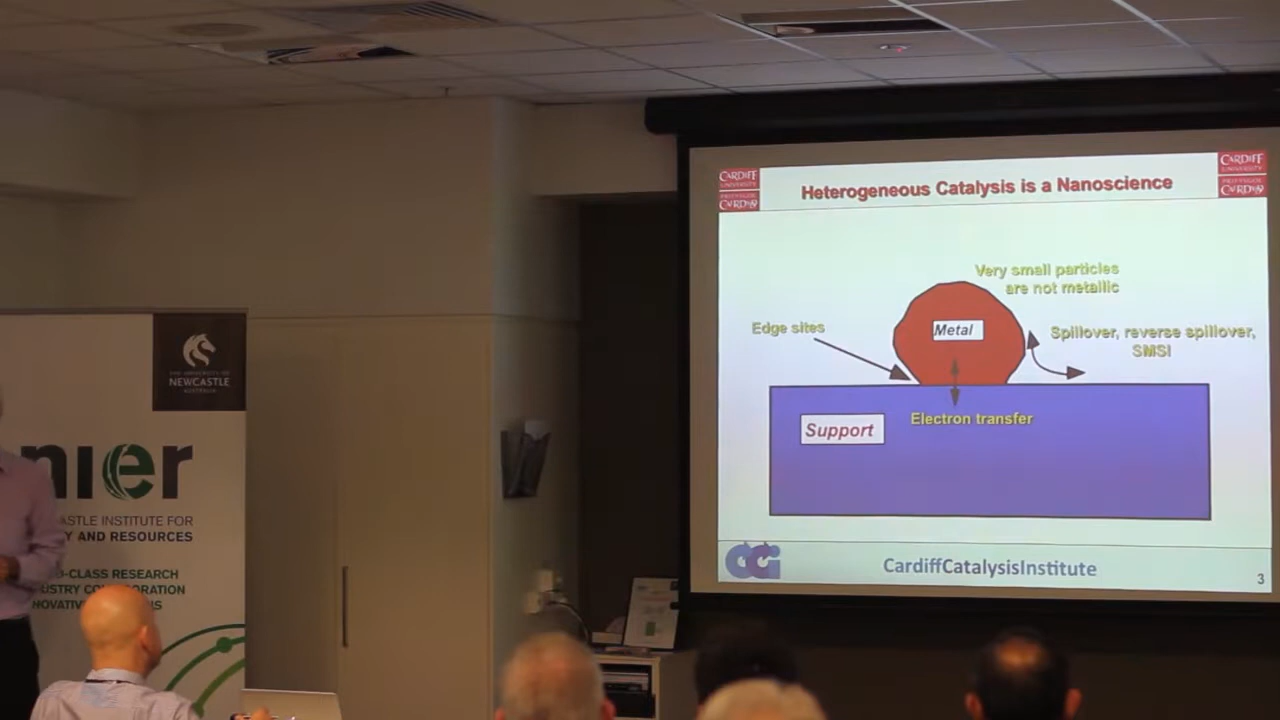 CARDIFF
UNIVERSITY
PRIFYSGOL
CAERDYDD
Heterogeneous Catalysis is a Nanoscience
CARDIFF
UNIVERSITY
PRIFYSGOL
CAERDYDD
Very small particles
are not metallic
Edge sites
Metal
Spillover, reverse spillover,
SMSI
Electron transfer
Support
CCI
CardiffCatalysisInstitute
3
THE UNIVERSITY OF
NEWCASTLE
AUSTRALIA
nier
ASTLE INSTITUTE FOR
Y AND RESOURCES
D-CLASS RESEARCH
USTRY CO ORATION
NOVATIV S